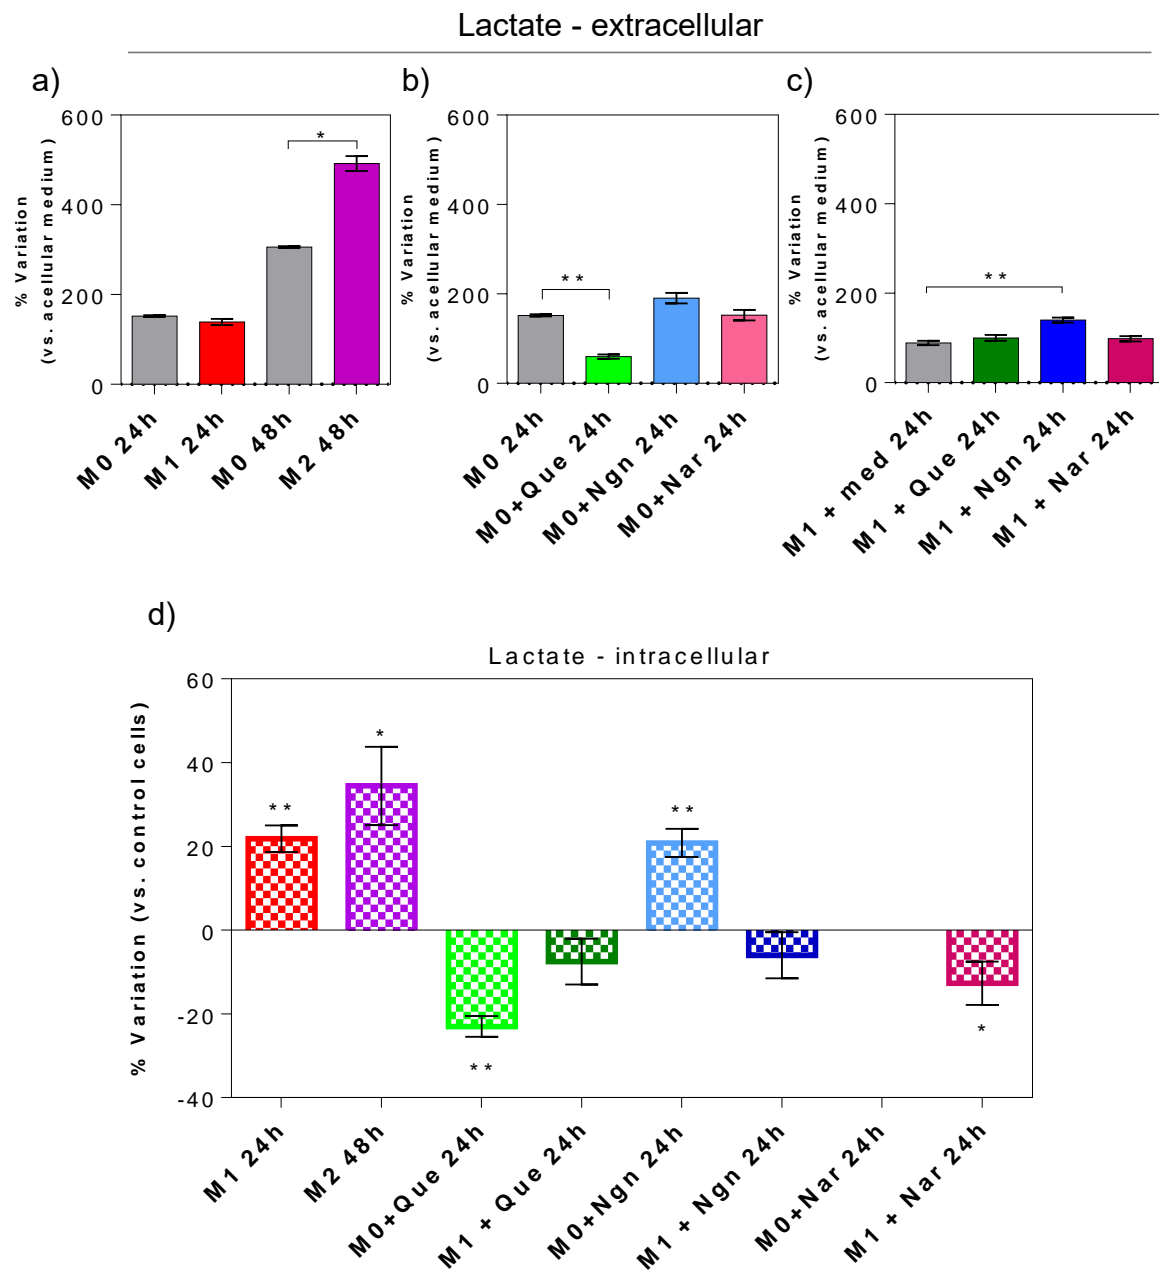 Lactate - extracellular
a)
b)
c)
% Variation
(vs. acellular medium)
600
400
200
0
*
M0 24h
M1 24h
M0 48h
M2 48h
% Variation
(vs. acellular medium)
600
400
200
0
**
M0 24h
M0+Que 24h
M0+Ngn 24h
M0+Nar 24h
% Variation
(vs. acellular medium)
600
400
200
0
**
M1 + med 24h
M1 + Que 24h
M1 + Ngn 24h
M1 + Nar 24h
d)
Lactate - intracellular
% Variation (vs. control cells)
60
40
20
0
-20
-40
**
*
**
**
*
M1 24h
M2 48h
M0+Que 24h
M1 + Que 24h
M0+Ngn 24h
M1 + Ngn 24h
M0+Nar 24h
M1 + Nar 24h